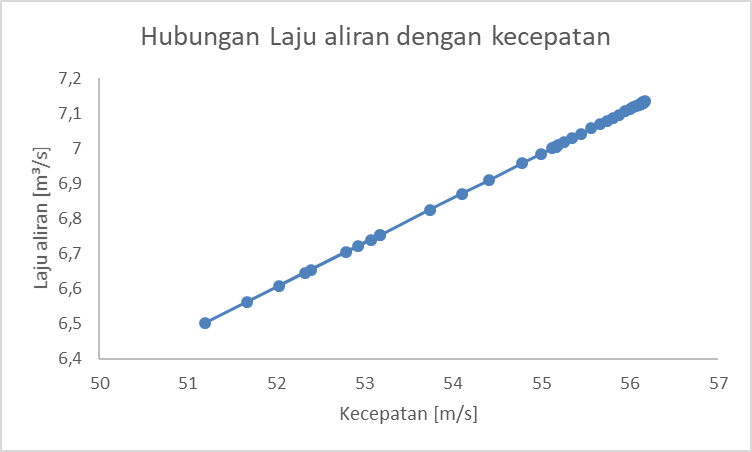 Hubungan Laju aliran dengan kecepatan
7,2
7,1
7
6,9
6,8
6,7
6,6
6,5
6,4
Laju aliran [m³/s]
50 51 52 53 54 55 56 57
Kecepatan [m/s]